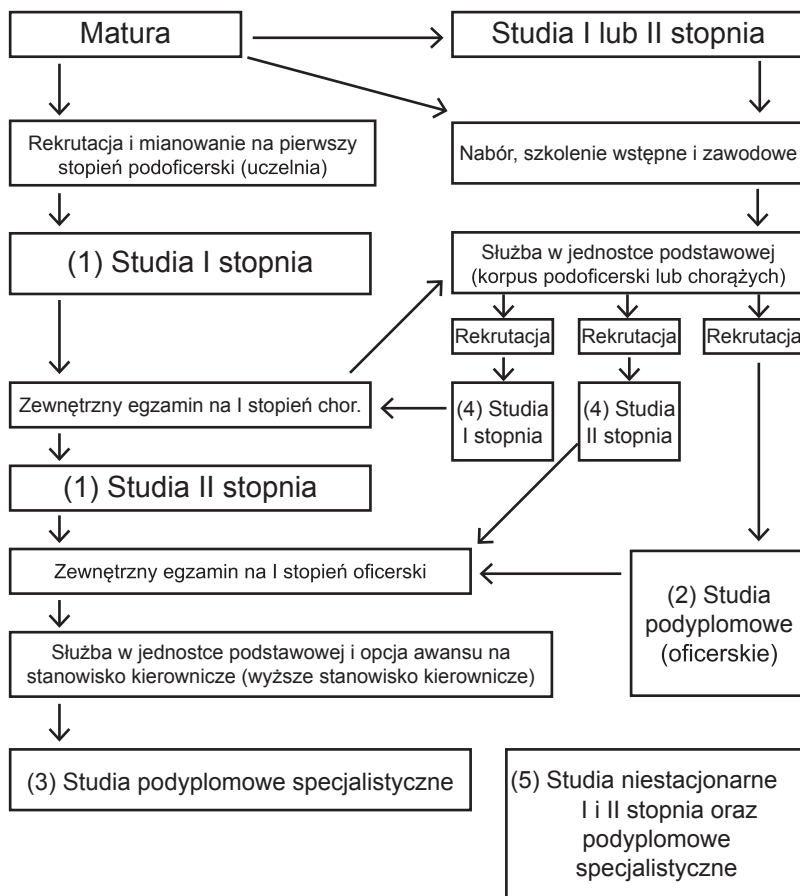 Matura
Studia I lub II stopnia
Rekrutacja i mianowanie na pierwszy
stopień podoficerski (uczelnia)
Nabór, szkolenie wstępne i zawodowe
(1) Studia I stopnia
Służba w jednostce podstawowej
(korpus podoficerski lub chorążych)
Rekrutacja
Rekrutacja
Rekrutacja
Zewnętrzny egzamin na I stopień chor.
(4) Studia
I stopnia
(4) Studia
II stopnia
(1) Studia II stopnia
Zewnętrzny egzamin na I stopień oficerski
(2) Studia
podyplomowe
(oficerskie)
Służba w jednostce podstawowej i opcja awansu na
stanowisko kierownicze (wyższe stanowisko kierownicze)
(3) Studia podyplomowe specjalistyczne
(5) Studia niestacjonarne
I i II stopnia oraz
podyplomowe
specjalistyczne